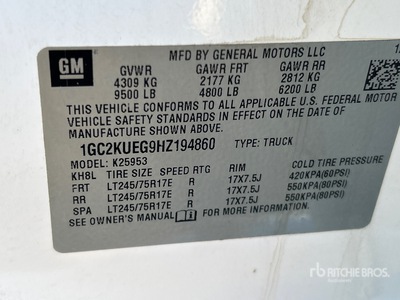 GM
MFD BY GENERAL MOTORS LLC
GVWR GAWR FRT GAWR RR
4309 KG 2177 KG 2812 KG
9500 LB 4800 LB 6200 LB
THIS VEHICLE CONFORMS TO ALL APPLICABLE U.S. FEDERAL MOTOR
VEHICLE SAFETY STANDARDS IN EFFECT ON THE DATE OF
MANUFACTURE SHOWN ABOVE.
1GC2KUEG9HZ194860 TYPE: TRUCK
MODEL: K25953
KH8L TIRE SIZE SPEED RTG RIM COLD TIRE PRESSURE
FRT LT245/75R17E R 17X7.5J 420KPA(60PSI)
RR LT245/75R17E R 17X7.5J 550KPA(80PSI)
SPA LT245/75R17E R 17X7.5J 550KPA(80PSI)
SEE OWNER'S MANUAL FOR MORE INFORMATION.
rb RITCHIE BROS.